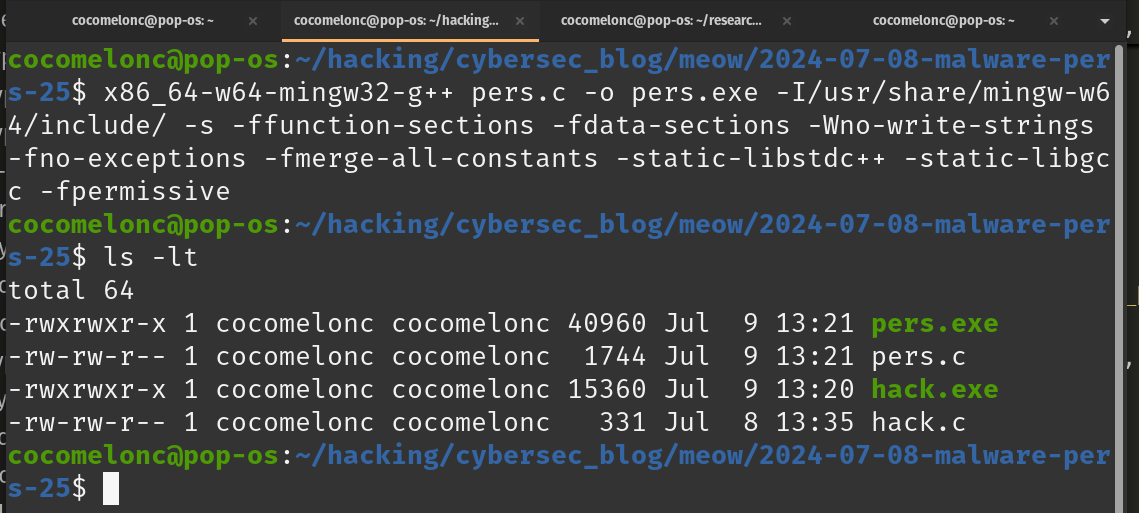 cocomelonc@pop-os: ~ × cocomelonc@pop-os: ~/hacking... × cocomelonc@pop-os: ~/researc... × cocomelonc@pop-os: ~ ×
cocomelonc@pop-os:~/hacking/cybersec_blog/meow/2024-07-08-malware-per
s-25$ x86_64-w64-mingw32-g++ pers.c -o pers.exe -I/usr/share/mingw-w6
4/include/ -s -ffunction-sections -fdata-sections -Wno-write-strings
-fno-exceptions -fmerge-all-constants -static-libstdc++ -static-libgc
c -fpermissive
cocomelonc@pop-os:~/hacking/cybersec_blog/meow/2024-07-08-malware-per
s-25$ ls -lt
total 64
-rwxrwxr-x 1 cocomelonc cocomelonc 40960 Jul  9 13:21 pers.exe
-rw-rw-r-- 1 cocomelonc cocomelonc  1744 Jul  9 13:21 pers.c
-rwxrwxr-x 1 cocomelonc cocomelonc 15360 Jul  9 13:20 hack.exe
-rw-rw-r-- 1 cocomelonc cocomelonc   331 Jul  8 13:35 hack.c
cocomelonc@pop-os:~/hacking/cybersec_blog/meow/2024-07-08-malware-per
s-25$